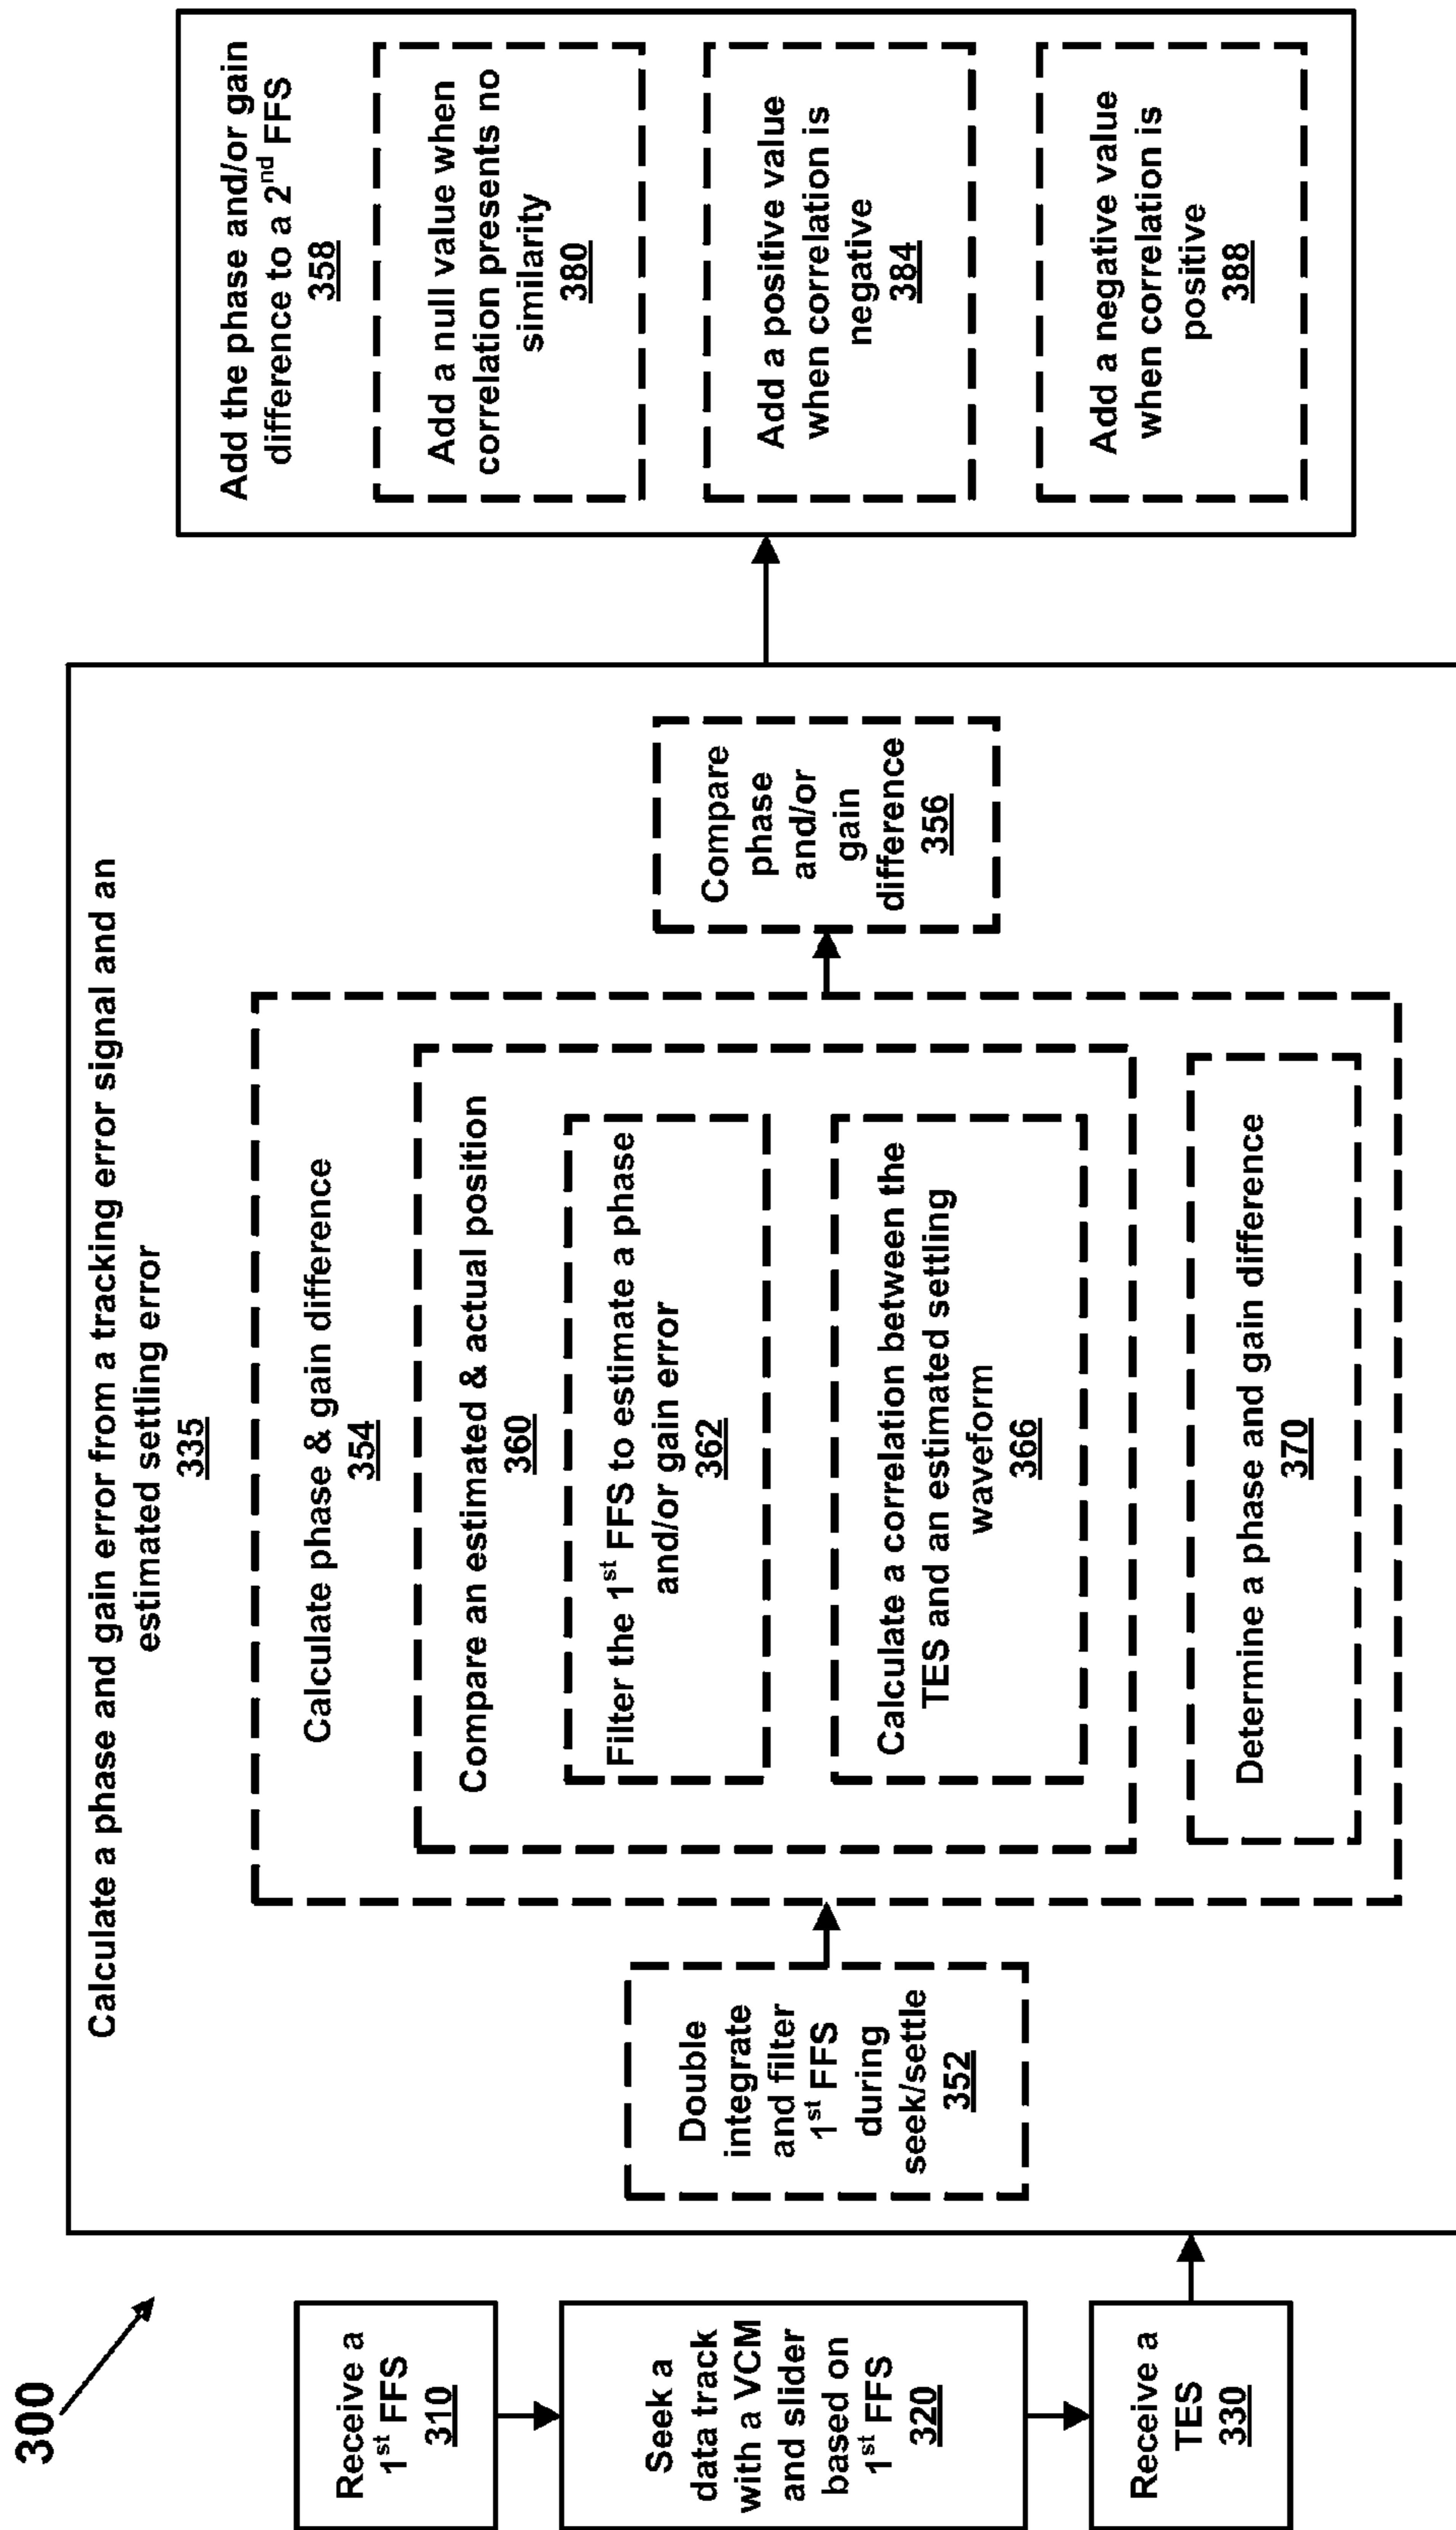 300
Receive a
1st FFS
310
Seek a
data track
with a VCM
and slider
based on
1st FFS
320
Receive a
TES
330
Calculate a phase and gain error from a tracking error signal and an
estimated settling error
335
Double
integrate
and filter
1st FFS
during
seek/settle
352
Calculate phase & gain difference
354
Compare an estimated & actual position
360
Filter the 1st FFS to estimate a phase
and/or gain error
362
Calculate a correlation between the
TES and an estimated settling
waveform
366
Determine a phase and gain difference
370
Compare
phase
and/or
gain
difference
356
Add the phase and/or gain
difference to a 2nd FFS
358
Add a null value when
correlation presents no
similarity
380
Add a positive value
when correlation is
negative
384
Add a negative value
when correlation is
positive
388